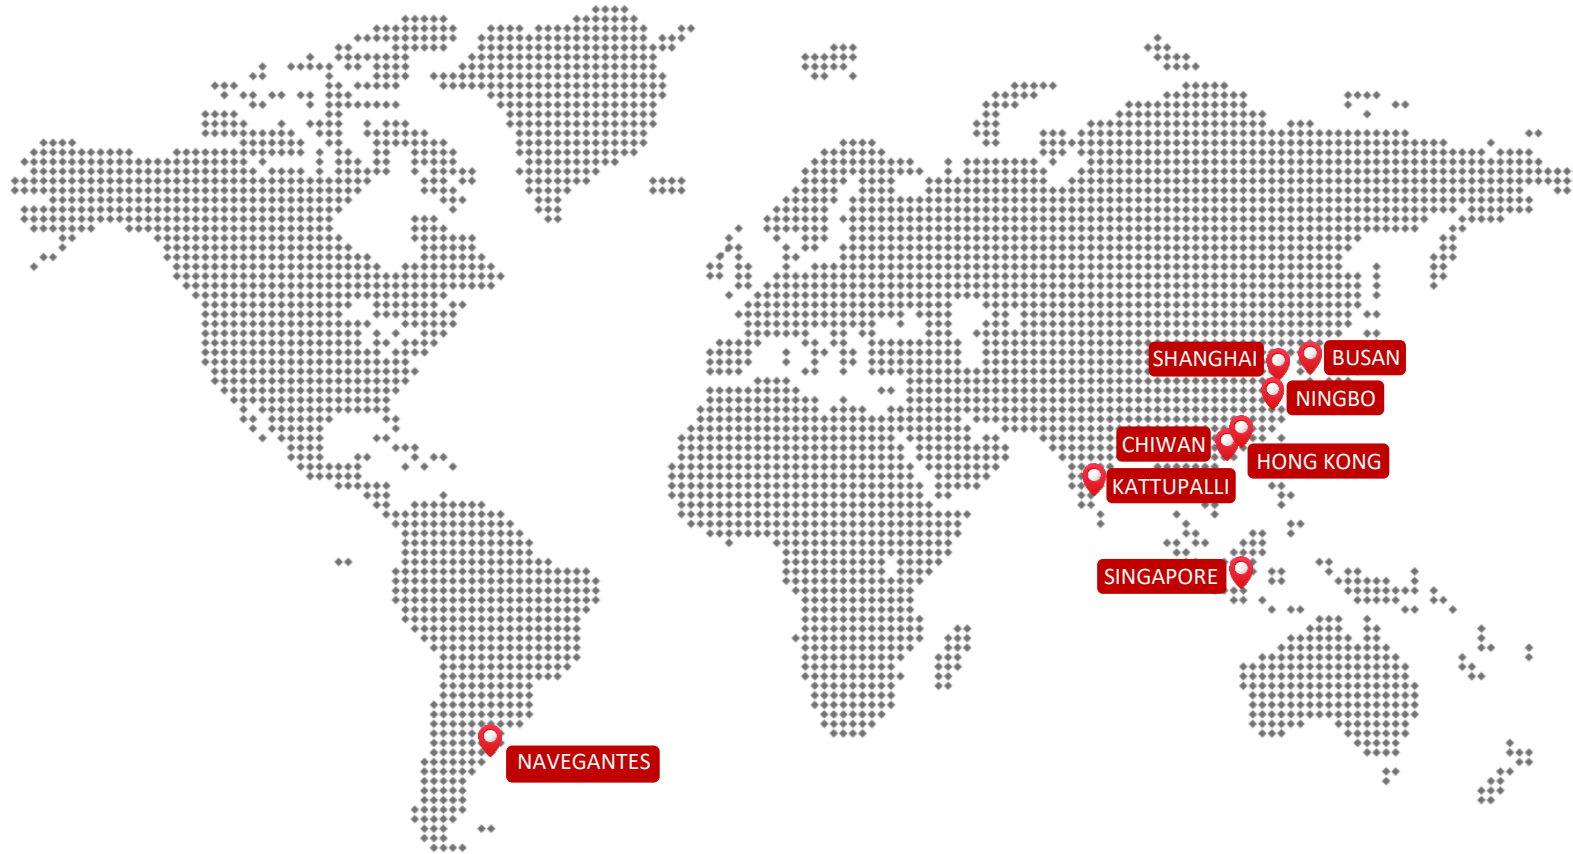 SHANGHAI
BUSAN
NINGBO
CHIWAN
HONG KONG
KATTUPALLI
SINGAPORE
NAVEGANTES